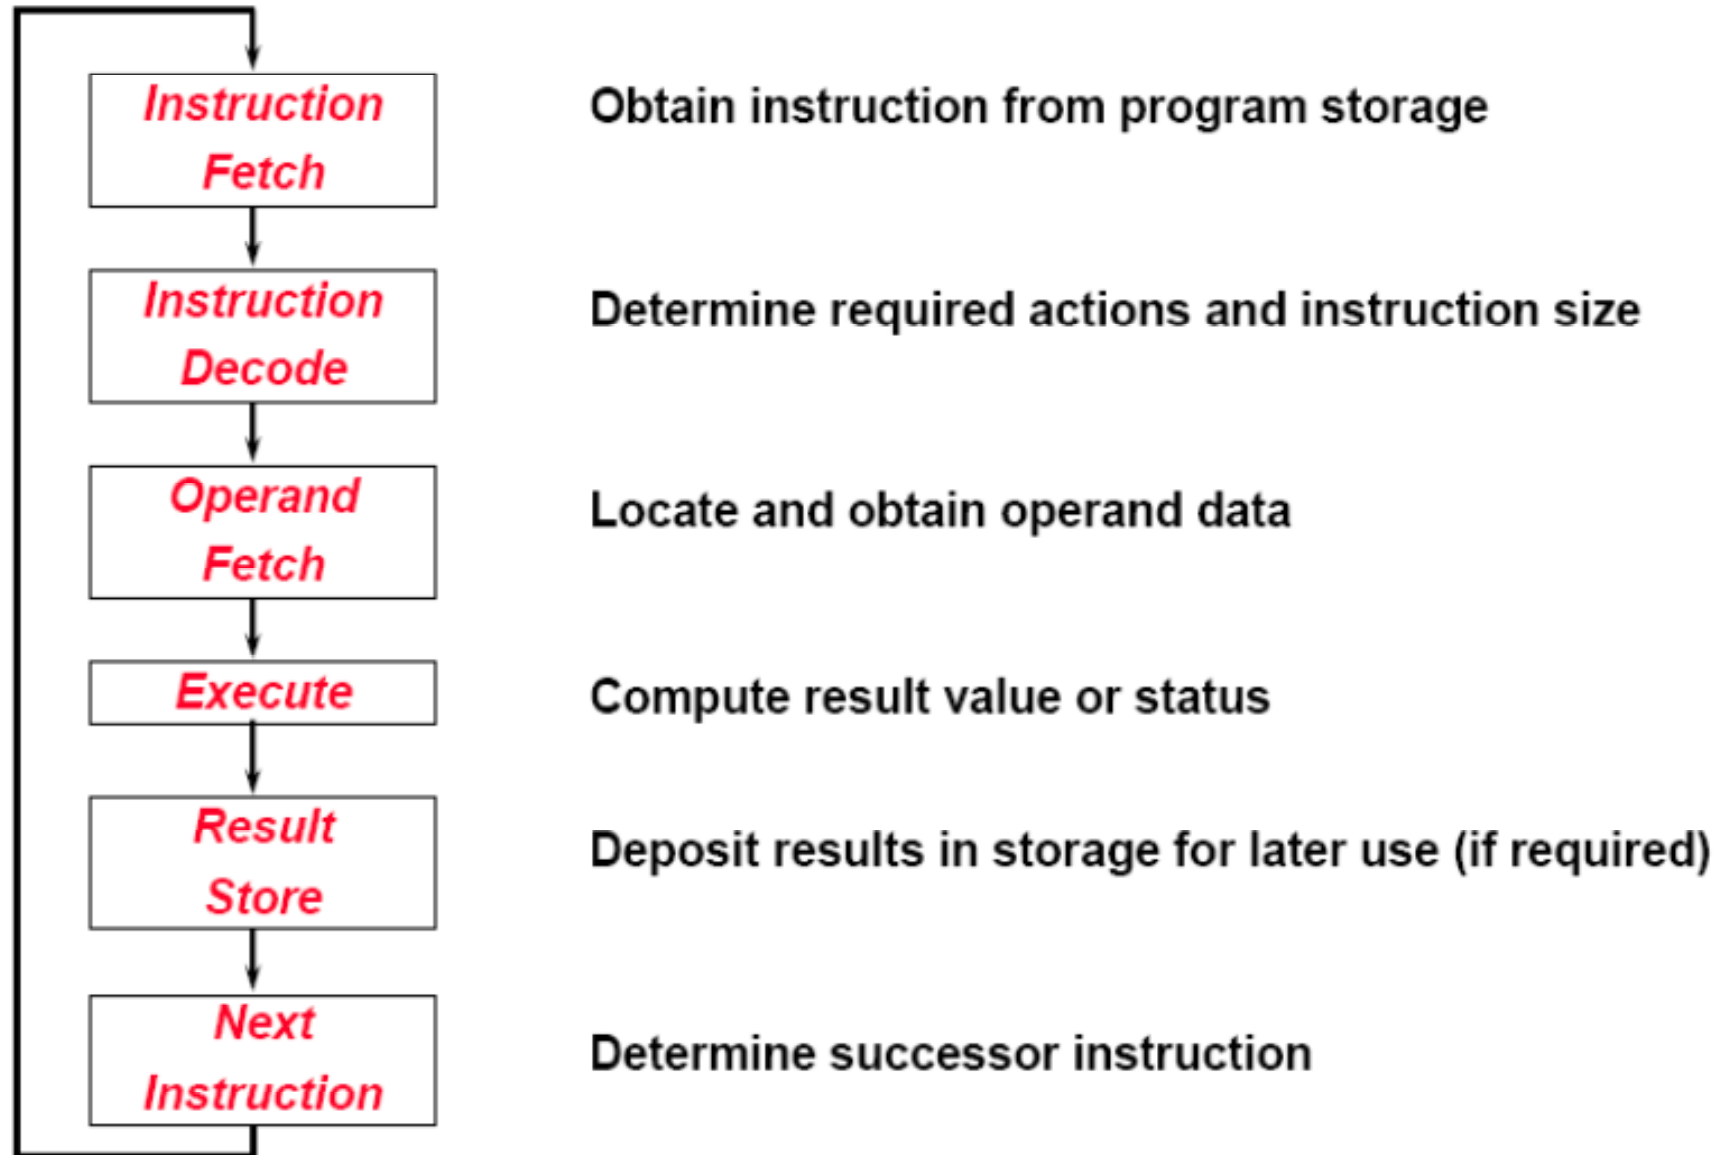 Instruction
Fetch
Obtain instruction from program storage
Instruction
Decode
Determine required actions and instruction size
Operand
Fetch
Locate and obtain operand data
Execute
Compute result value or status
Result
Store
Deposit results in storage for later use (if required)
Next
Instruction
Determine successor instruction